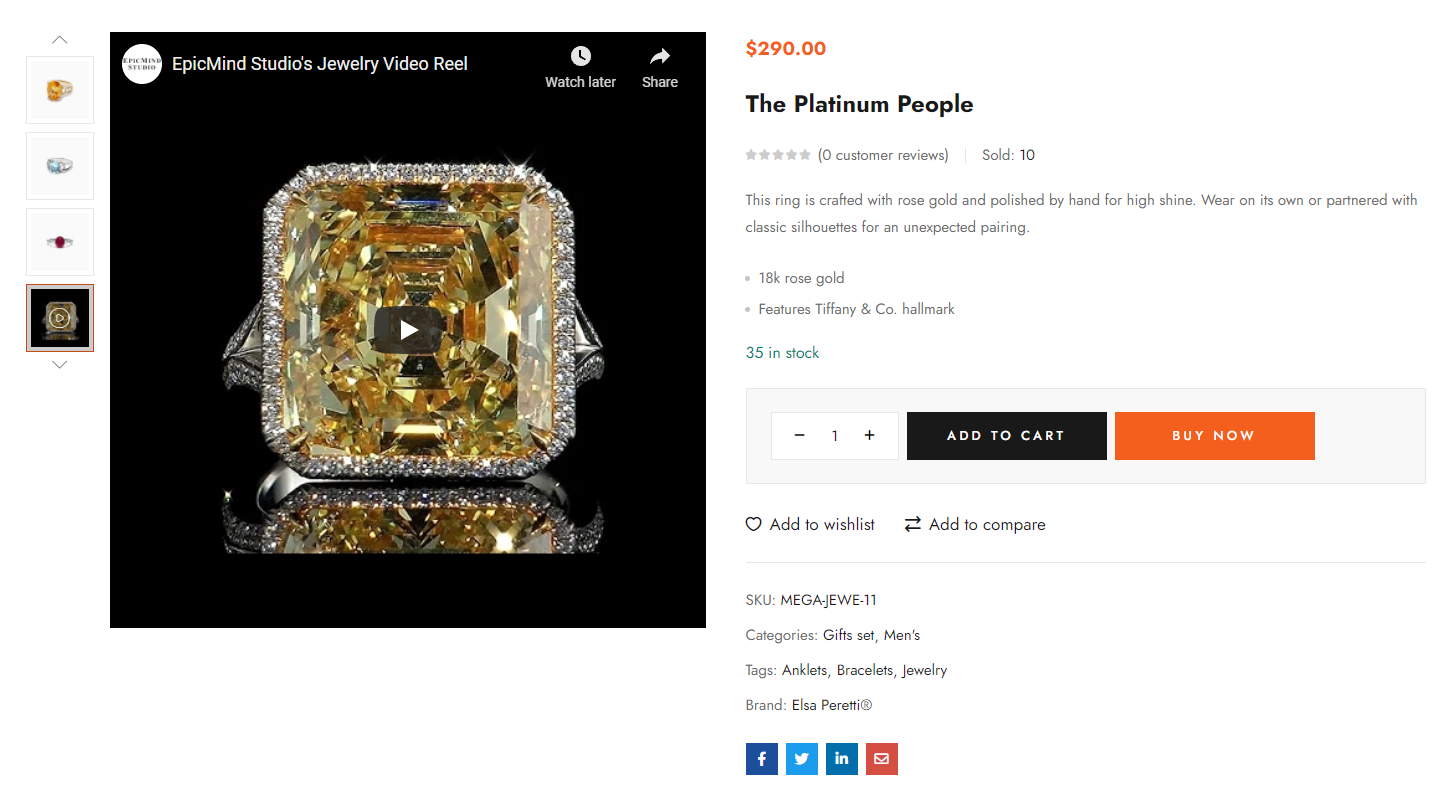 EPICMIND
STUDIO
EpicMind Studio's Jewelry Video Reel
Watch later
Share
$290.00
The Platinum People
(0 customer reviews)
Sold: 10
This ring is crafted with rose gold and polished by hand for high shine. Wear on its own or partnered with
classic silhouettes for an unexpected pairing.
18k rose gold
Features Tiffany & Co. hallmark
35 in stock
− 1 +
ADD TO CART
BUY NOW
Add to wishlist
Add to compare
SKU: MEGA-JEWE-11
Categories: Gifts set, Men's
Tags: Anklets, Bracelets, Jewelry
Brand: Elsa Peretti®